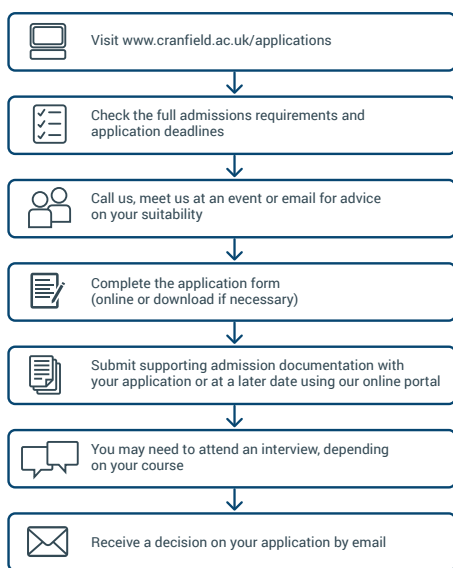 Visit www.cranfield.ac.uk/applications
Check the full admissions requirements and
application deadlines
Call us, meet us at an event or email for advice
on your suitability
Complete the application form
(online or download if necessary)
Submit supporting admission documentation with
your application or at a later date using our online portal
You may need to attend an interview, depending
on your course
Receive a decision on your application by email